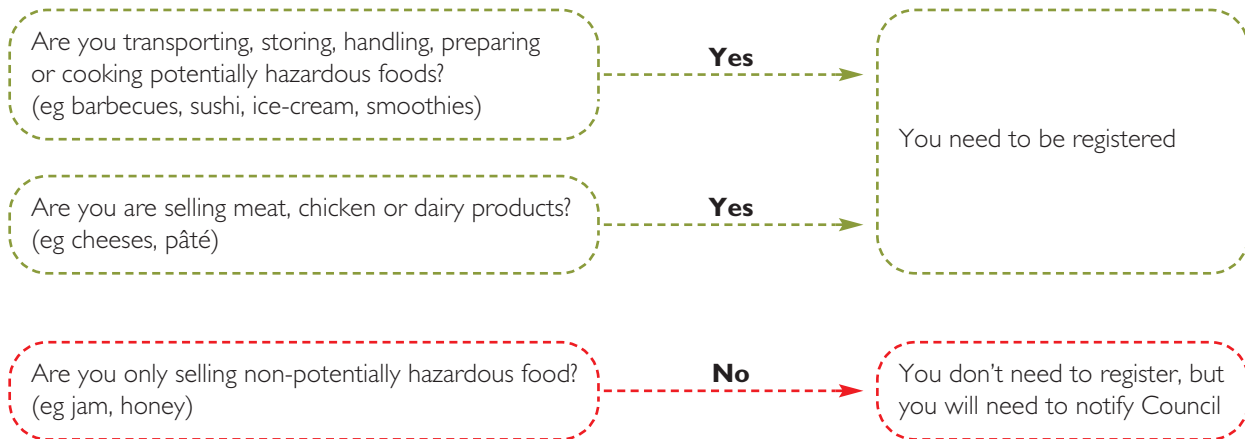 Are you transporting, storing, handling, preparing
or cooking potentially hazardous foods?
(eg barbecues, sushi, ice-cream, smoothies)
Yes
You need to be registered
Are you are selling meat, chicken or dairy products?
(eg cheeses, pâté)
Yes
Are you only selling non-potentially hazardous food?
(eg jam, honey)
No
You don’t need to register, but
you will need to notify Council